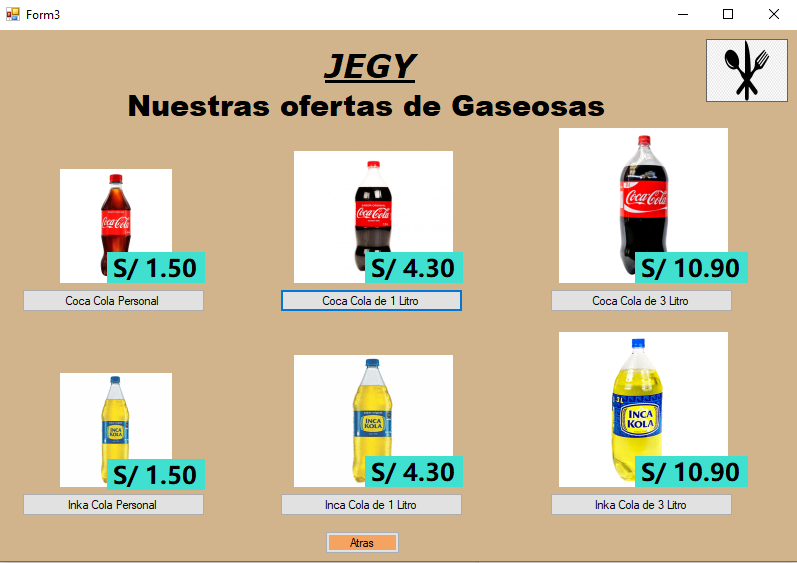 Form3
JEGY
Nuestras ofertas de Gaseosas
Coca-Cola
S/ 1.50
Coca-Cola
S/ 4.30
Coca-Cola
S/ 10.90
Coca Cola Personal
Coca Cola de 1 Litro
Coca Cola de 3 Litro
INCA
KOLA
S/ 1.50
INCA
KOLA
S/ 4.30
3 L
INCA
KOLA
S/ 10.90
Inka Cola Personal
Inca Cola de 1 Litro
Inka Cola de 3 Litro
Atras